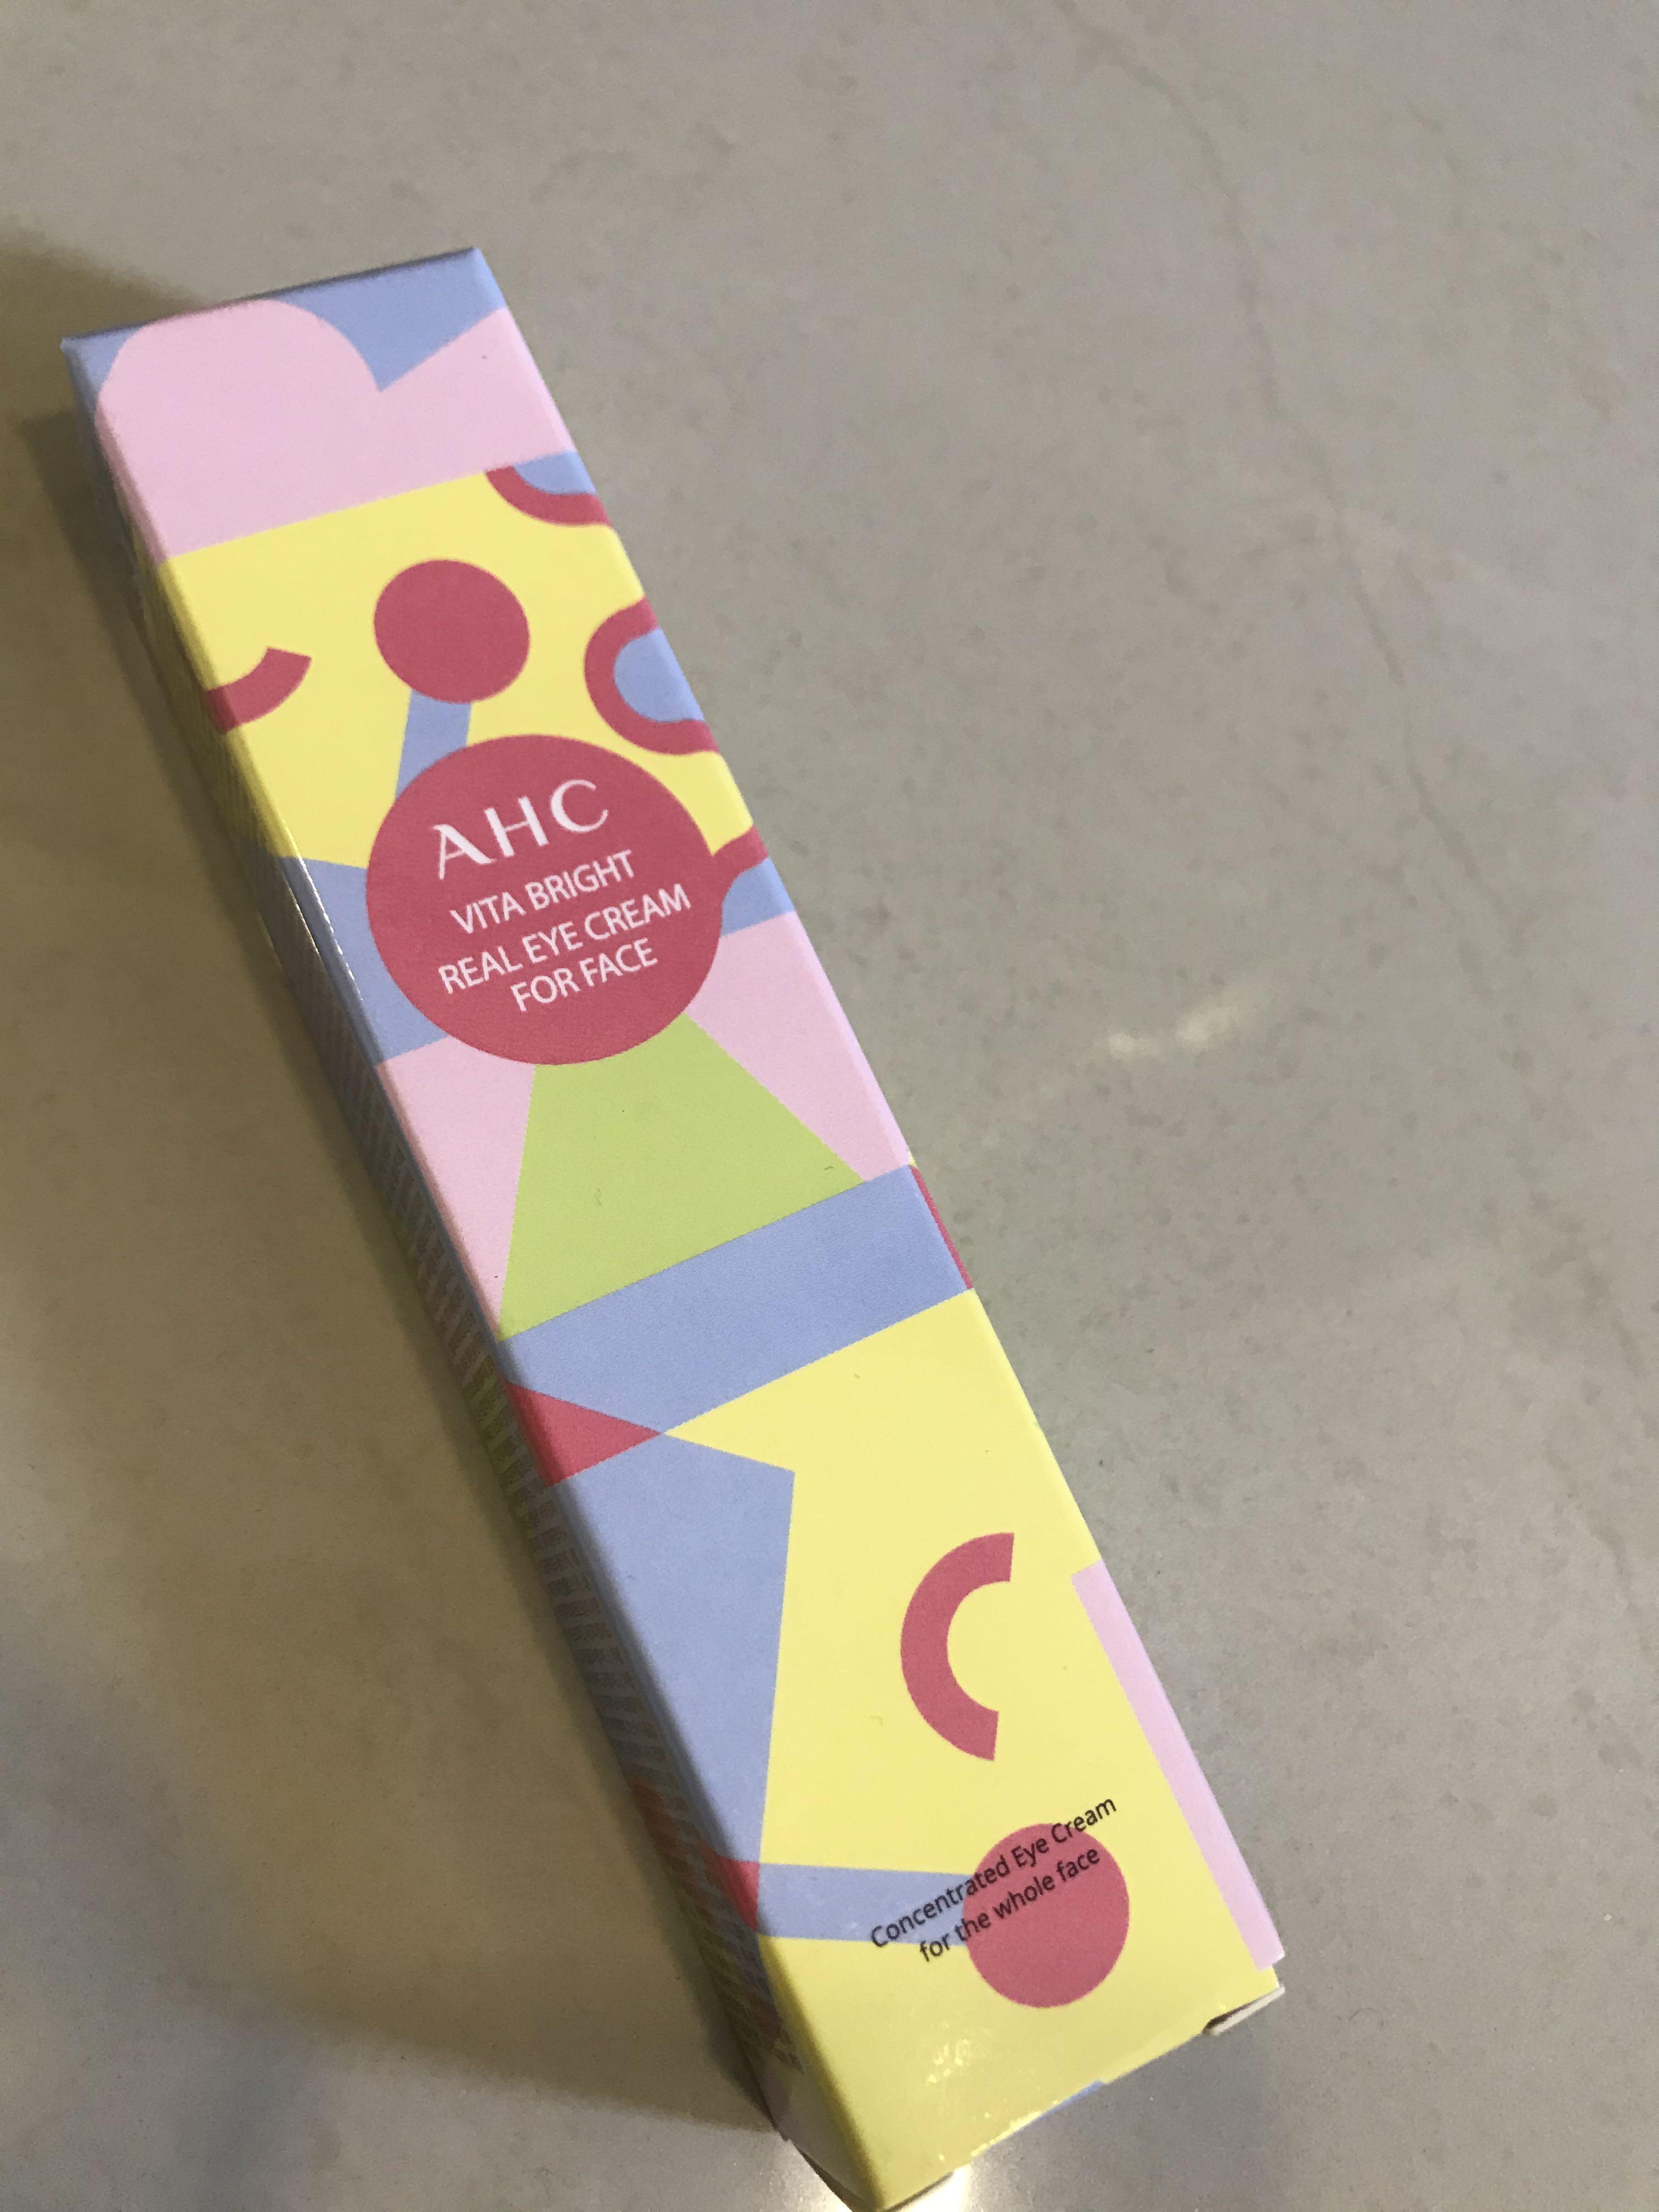 AHC
VITA BRIGHT
REAL EYE CREAM
FOR FACE
Concentrated Eye Cream
for the whole face